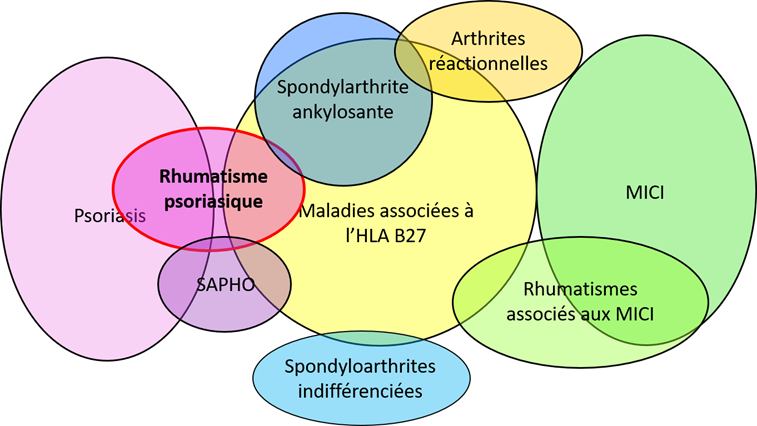 Arthrites
réactionnelles
Spondylarthrite
ankylosante
Rhumatisme
psoriasique
Psoriasis
Maladies associées à
l'HLA B27
MICI
SAPHO
Rhumatismes
associés aux MICI
Spondyloarthrites
indifférenciées